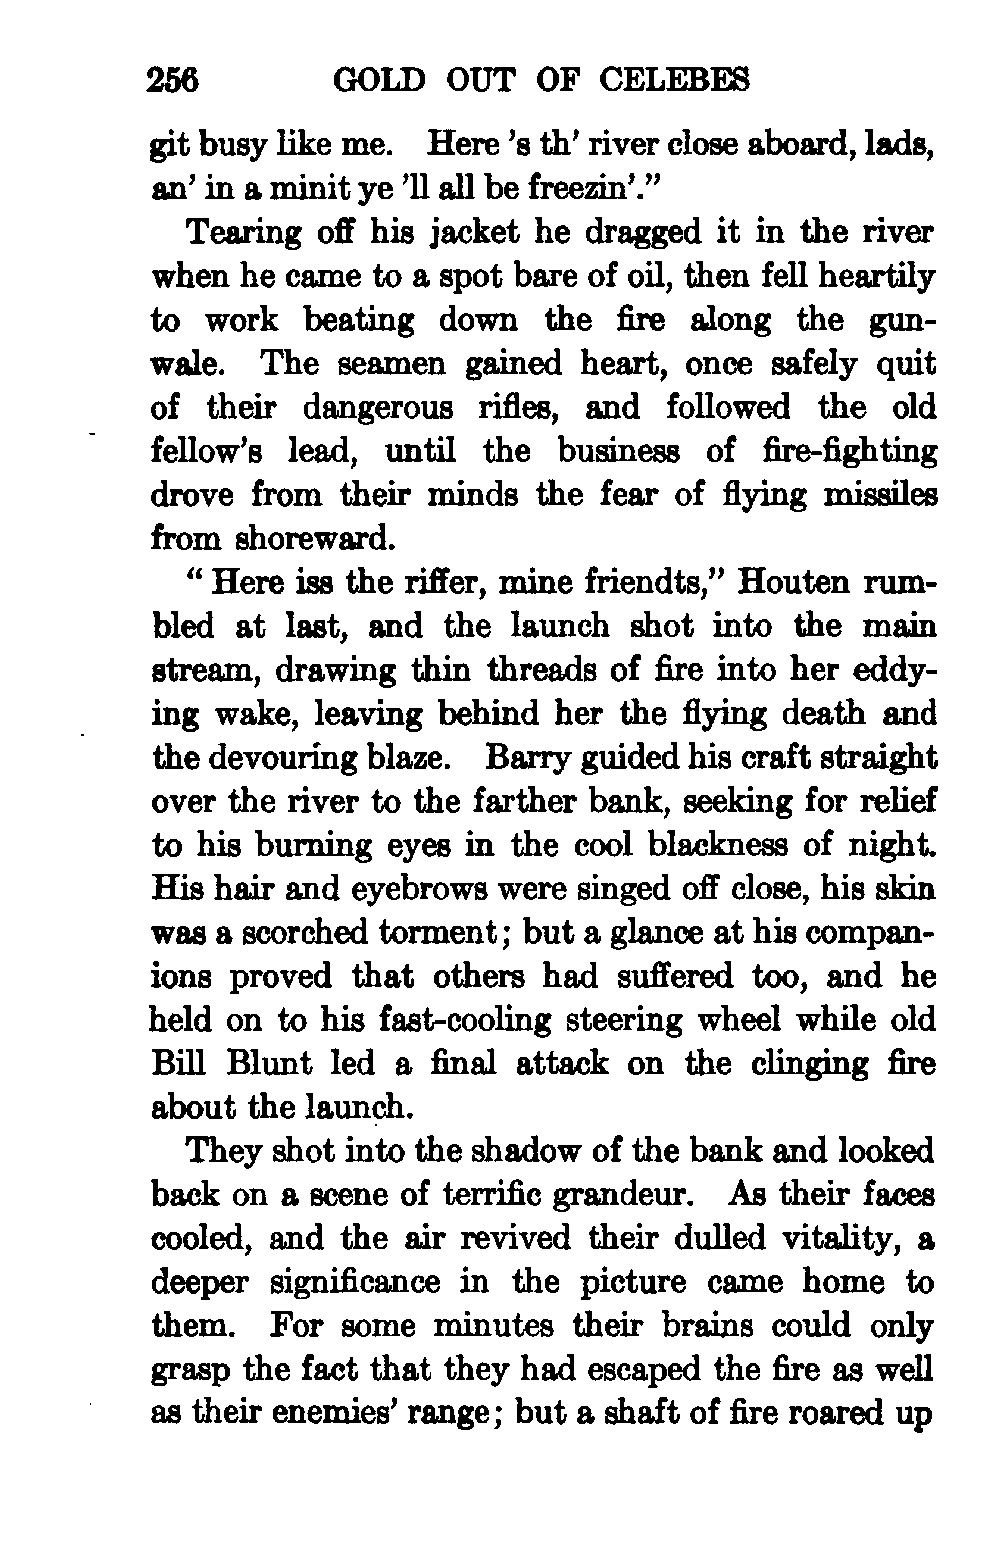 256 GOLD OUT OF CELEBES
git busy like me. Here 's th' river close aboard, lads,
an' in a minit ye 'll all be freezin'."
Tearing off his jacket he dragged it in the river
when he came to a spot bare of oil, then fell heartily
to work beating down the fire along the gun-
wale. The seamen gained heart, once safely quit
of their dangerous rifles, and followed the old
fellow's lead, until the business of fire-fighting
drove from their minds the fear of flying missiles
from shoreward.
" Here iss the riffer, mine friendts," Houten rum-
bled at last, and the launch shot into the main
stream, drawing thin threads of fire into her eddy-
ing wake, leaving behind her the flying death and
the devouring blaze. Barry guided his craft straight
over the river to the farther bank, seeking for relief
to his burning eyes in the cool blackness of night.
His hair and eyebrows were singed off close, his skin
was a scorched torment; but a glance at his compan-
ions proved that others had suffered too, and he
held on to his fast-cooling steering wheel while old
Bill Blunt led a final attack on the clinging fire
about the launch.
They shot into the shadow of the bank and looked
back on a scene of terrific grandeur. As their faces
cooled, and the air revived their dulled vitality, a
deeper significance in the picture came home to
them. For some minutes their brains could only
grasp the fact that they had escaped the fire as well
as their enemies' range; but a shaft of fire roared up